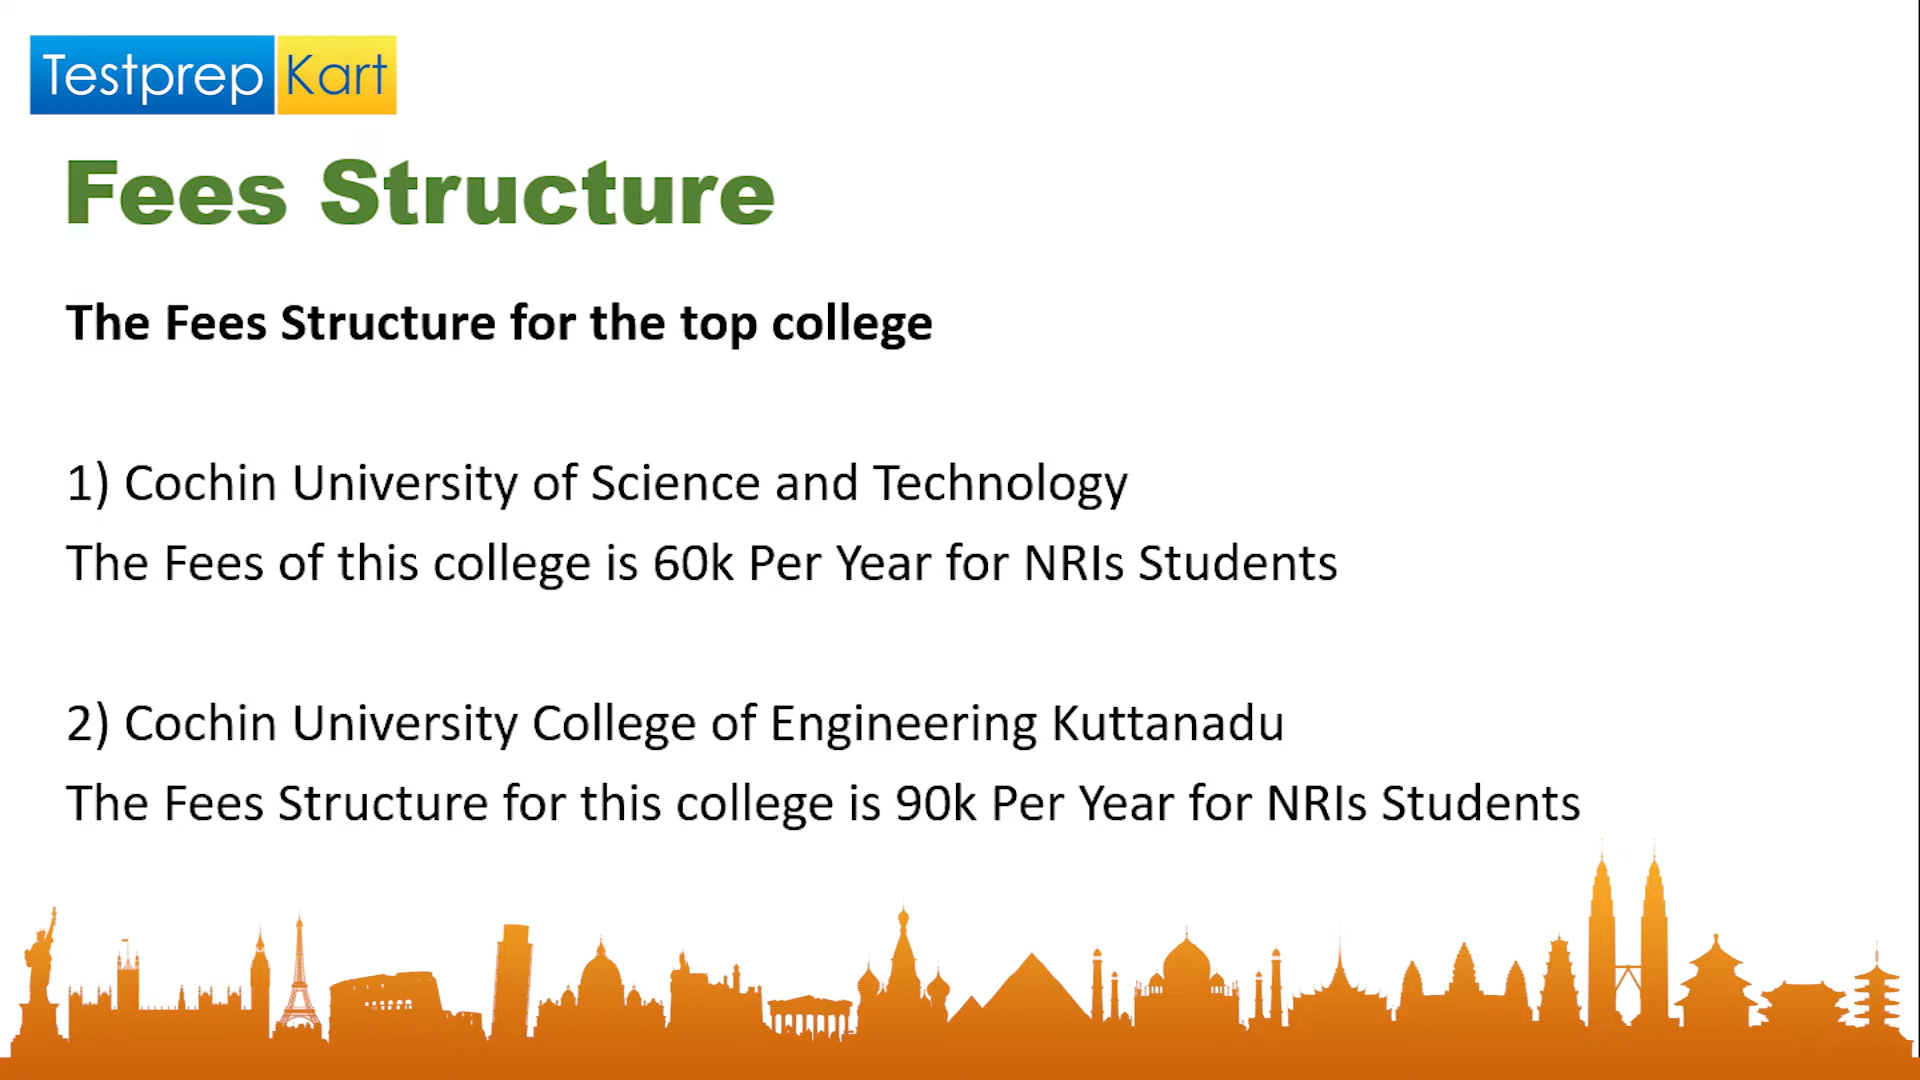 Testprep Kart
Fees Structure
The Fees Structure for the top college
1) Cochin University of Science and Technology
The Fees of this college is 60k Per Year for NRIs Students
2) Cochin University College of Engineering Kuttanadu
The Fees Structure for this college is 90k Per Year for NRIs Students